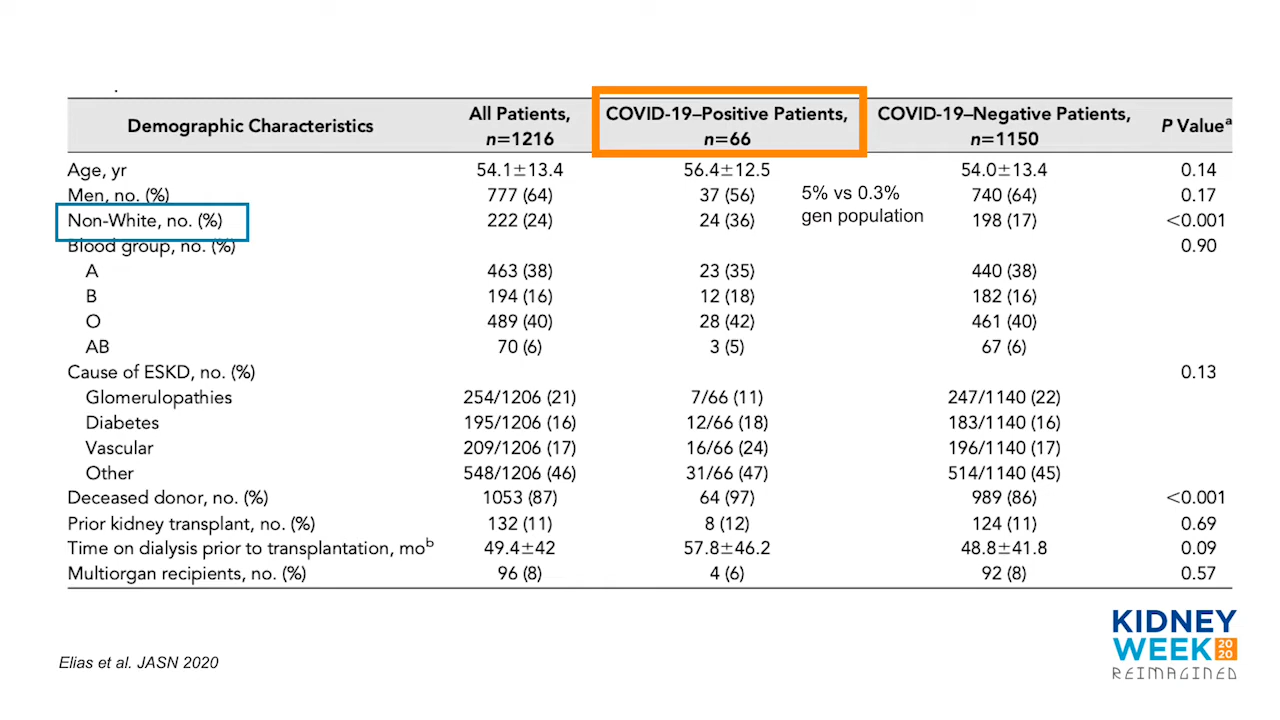 Demographic Characteristics All Patients, n=1216 COVID-19–Positive Patients, n=66 COVID-19–Negative Patients, n=1150 P Valueᵃ
Age, yr 54.1±13.4 56.4±12.5 54.0±13.4 0.14
Men, no. (%) 777 (64) 37 (56) 740 (64) 0.17
5% vs 0.3%
gen population
Non-White, no. (%) 222 (24) 24 (36) 198 (17) <0.001
Blood group, no. (%) 0.90
A 463 (38) 23 (35) 440 (38)
B 194 (16) 12 (18) 182 (16)
O 489 (40) 28 (42) 461 (40)
AB 70 (6) 3 (5) 67 (6)
Cause of ESKD, no. (%) 0.13
Glomerulopathies 254/1206 (21) 7/66 (11) 247/1140 (22)
Diabetes 195/1206 (16) 12/66 (18) 183/1140 (16)
Vascular 209/1206 (17) 16/66 (24) 196/1140 (17)
Other 548/1206 (46) 31/66 (47) 514/1140 (45)
Deceased donor, no. (%) 1053 (87) 64 (97) 989 (86) <0.001
Prior kidney transplant, no. (%) 132 (11) 8 (12) 124 (11) 0.69
Time on dialysis prior to transplantation, moᵇ 49.4±42 57.8±46.2 48.8±41.8 0.09
Multiorgan recipients, no. (%) 96 (8) 4 (6) 92 (8) 0.57
Elias et al. JASN 2020
KIDNEY
WEEK 2020
REIMAGINED